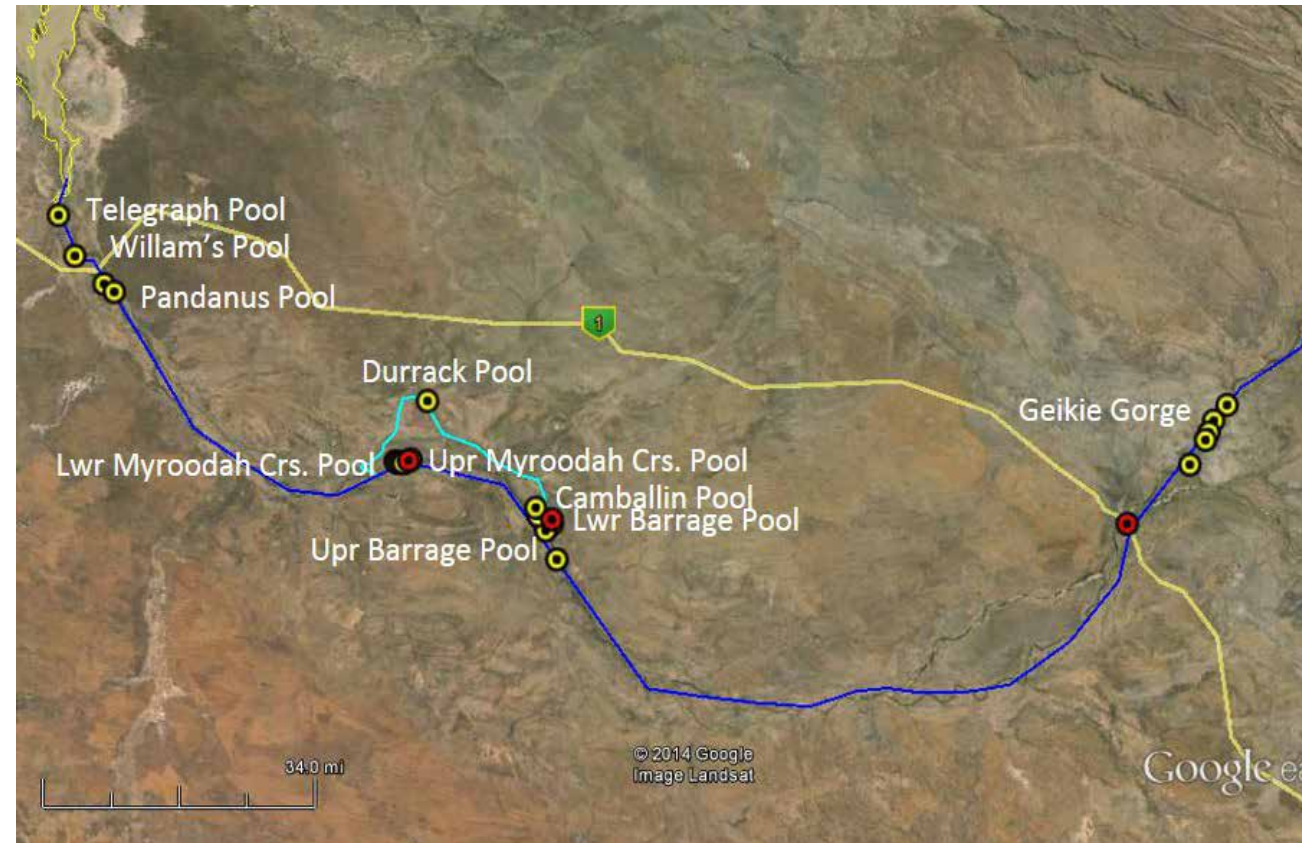 Telegraph Pool
Willam's Pool
Pandanus Pool
1
Durrack Pool
Geikie Gorge
Lwr Myroodah Crs. Pool
Upr Myroodah Crs. Pool
Camballin Pool
Lwr Barrage Pool
Upr Barrage Pool
34.0 mi
© 2014 Google
Image Landsat
Google ea